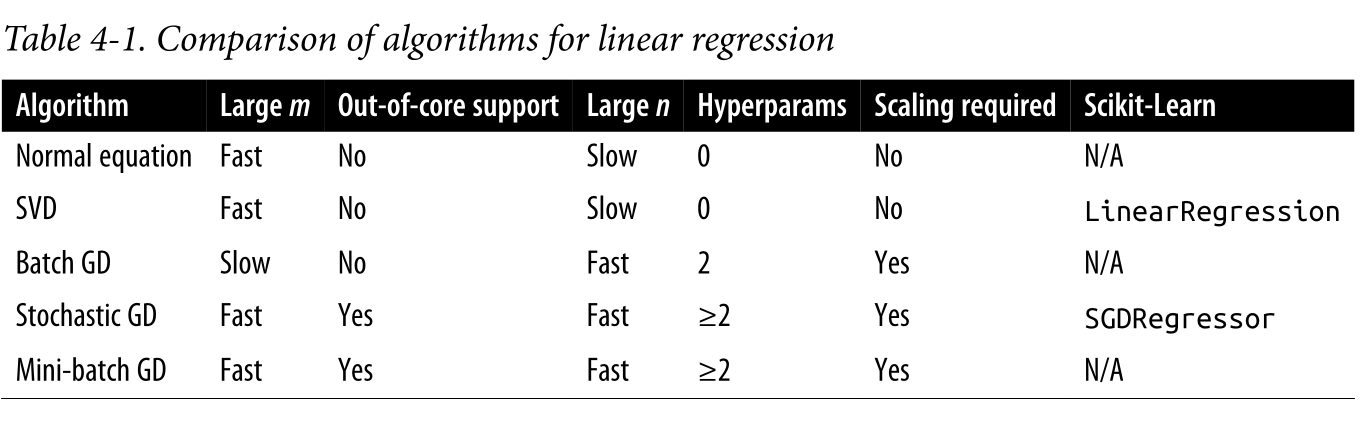 Table 4-1. Comparison of algorithms for linear regression
Algorithm Large m Out-of-core support Large n Hyperparams Scaling required Scikit-Learn
Normal equation Fast No Slow 0 No N/A
SVD Fast No Slow 0 No LinearRegression
Batch GD Slow No Fast 2 Yes N/A
Stochastic GD Fast Yes Fast ≥2 Yes SGDRegressor
Mini-batch GD Fast Yes Fast ≥2 Yes N/A